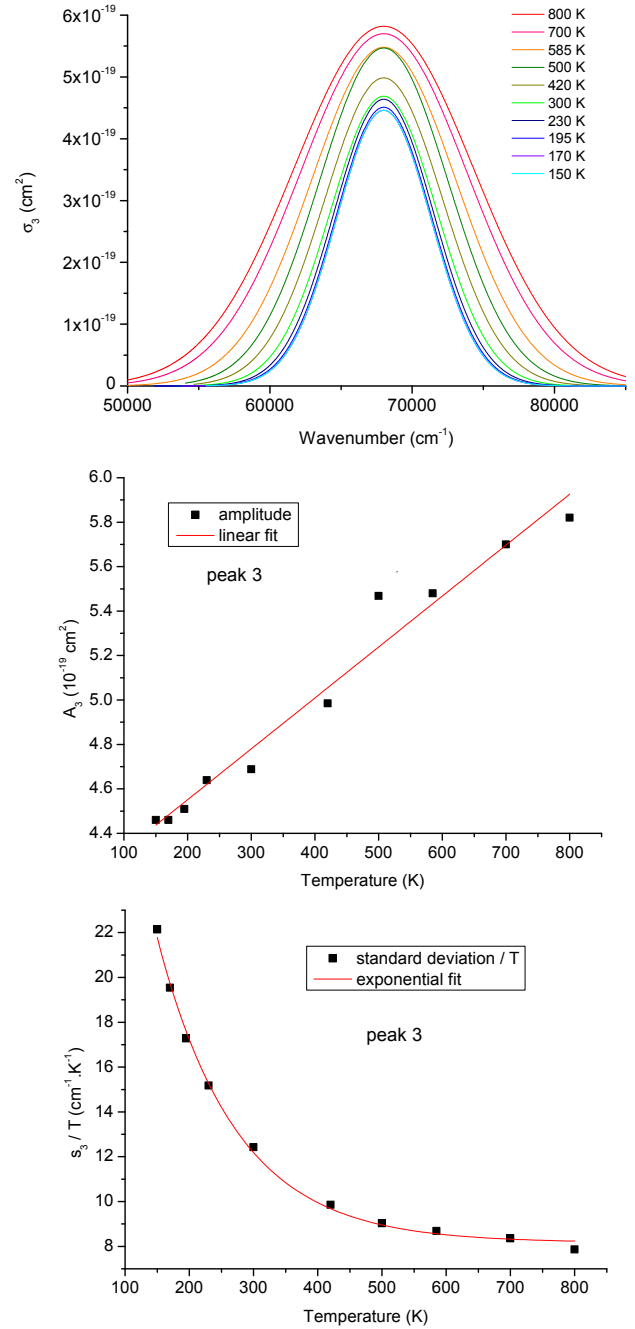 6x10⁻¹⁹
5x10⁻¹⁹
4x10⁻¹⁹
3x10⁻¹⁹
2x10⁻¹⁹
1x10⁻¹⁹
0
σ₃ (cm²)
800 K
700 K
585 K
500 K
420 K
300 K
230 K
195 K
170 K
150 K
50000 60000 70000 80000
Wavenumber (cm⁻¹)
6.0
5.8
5.6
5.4
5.2
5.0
4.8
4.6
4.4
A₃ (10⁻¹⁹ cm²)
amplitude
linear fit
peak 3
100 200 300 400 500 600 700 800
Temperature (K)
22
20
18
16
14
12
10
8
s₃ / T (cm⁻¹.K⁻¹)
standard deviation / T
exponential fit
peak 3
100 200 300 400 500 600 700 800
Temperature (K)